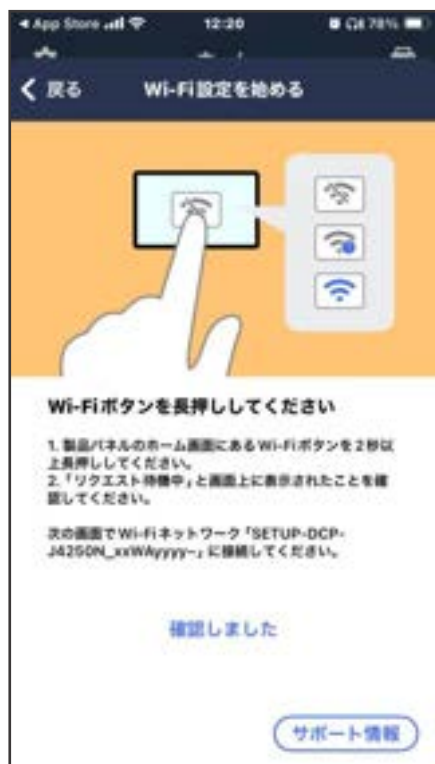 App Store 12:20 78%
戻る Wi-Fi設定を始める
Wi-Fiボタンを長押ししてください
1. 製品パネルのホーム画面にあるWi-Fiボタンを2秒以
上長押ししてください。
2.「リクエスト待機中」と画面上に表示されたことを確
認してください。
次の画面でWi-Fiネットワーク「SETUP-DCP-
J4250N_xxWAyyyy~」に接続してください。
確認しました
サポート情報